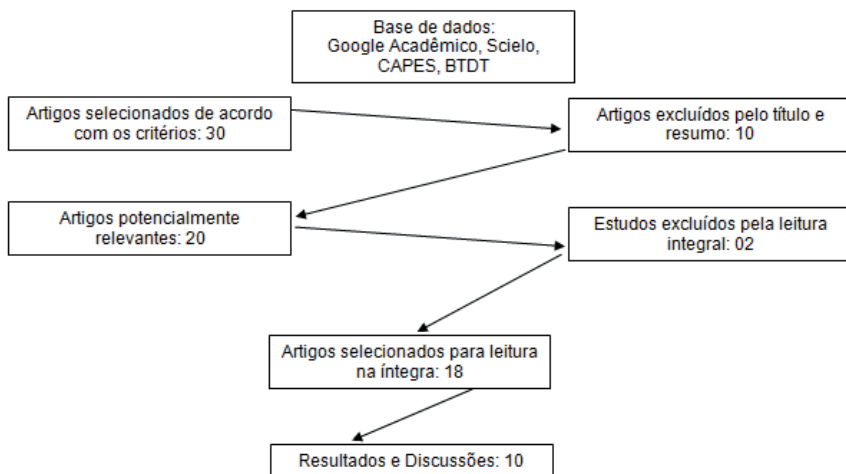 Base de dados:
Google Acadêmico, Scielo,
CAPES, BTDT
Artigos selecionados de acordo
com os critérios: 30
Artigos excluídos pelo título e
resumo: 10
Artigos potencialmente
relevantes: 20
Estudos excluídos pela leitura
integral: 02
Artigos selecionados para leitura
na íntegra: 18
Resultados e Discussões: 10